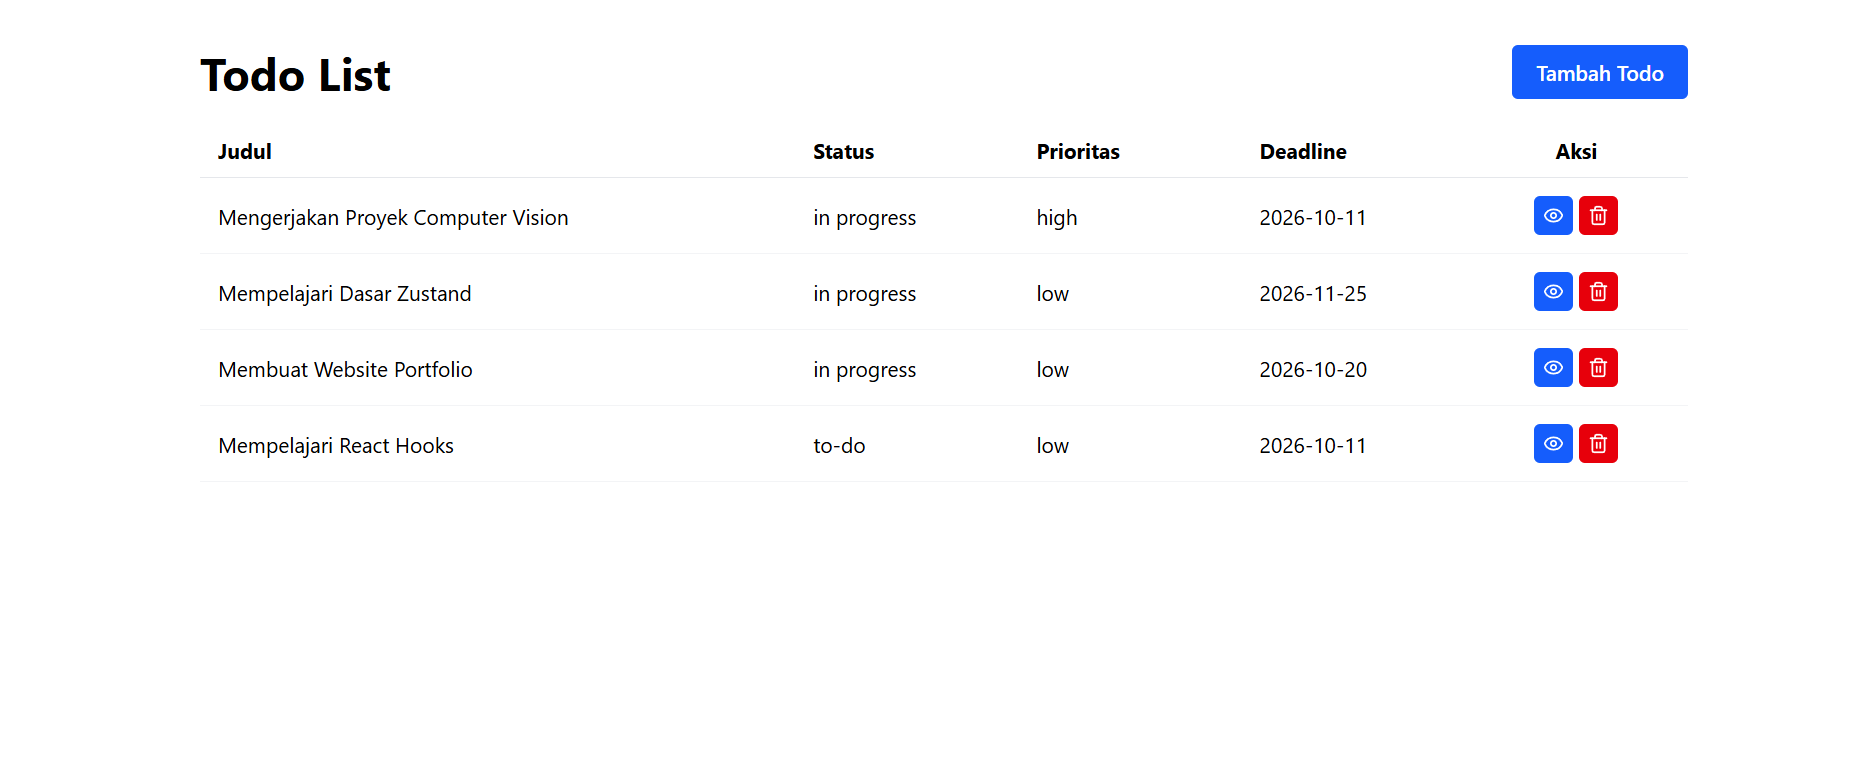 Todo List
Tambah Todo
Judul Status Prioritas Deadline Aksi
Mengerjakan Proyek Computer Vision in progress high 2026-10-11
Mempelajari Dasar Zustand in progress low 2026-11-25
Membuat Website Portfolio in progress low 2026-10-20
Mempelajari React Hooks to-do low 2026-10-11